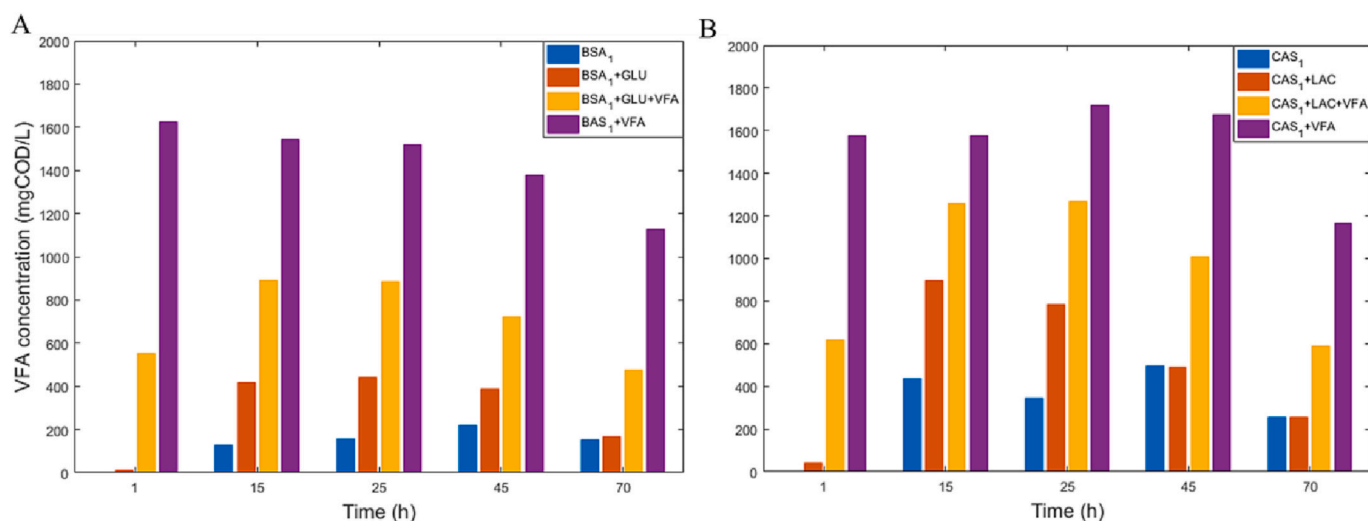 A
VFA concentration (mgCOD/L)
2000
1800
1600
1400
1200
1000
800
600
400
200
0
1 15 25 45 70
Time (h)
BSA1
BSA1+GLU
BSA1+GLU+VFA
BAS1+VFA
B
2000
1800
1600
1400
1200
1000
800
600
400
200
0
1 15 25 45 70
Time (h)
CAS1
CAS1+LAC
CAS1+LAC+VFA
CAS1+VFA